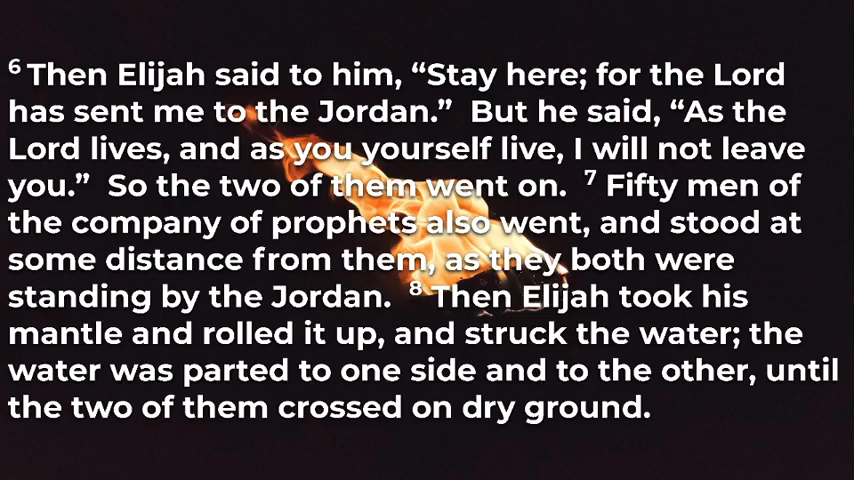 ⁶ Then Elijah said to him, “Stay here; for the Lord
has sent me to the Jordan.” But he said, “As the
Lord lives, and as you yourself live, I will not leave
you.” So the two of them went on. ⁷ Fifty men of
the company of prophets also went, and stood at
some distance from them, as they both were
standing by the Jordan. ⁸ Then Elijah took his
mantle and rolled it up, and struck the water; the
water was parted to one side and to the other, until
the two of them crossed on dry ground.